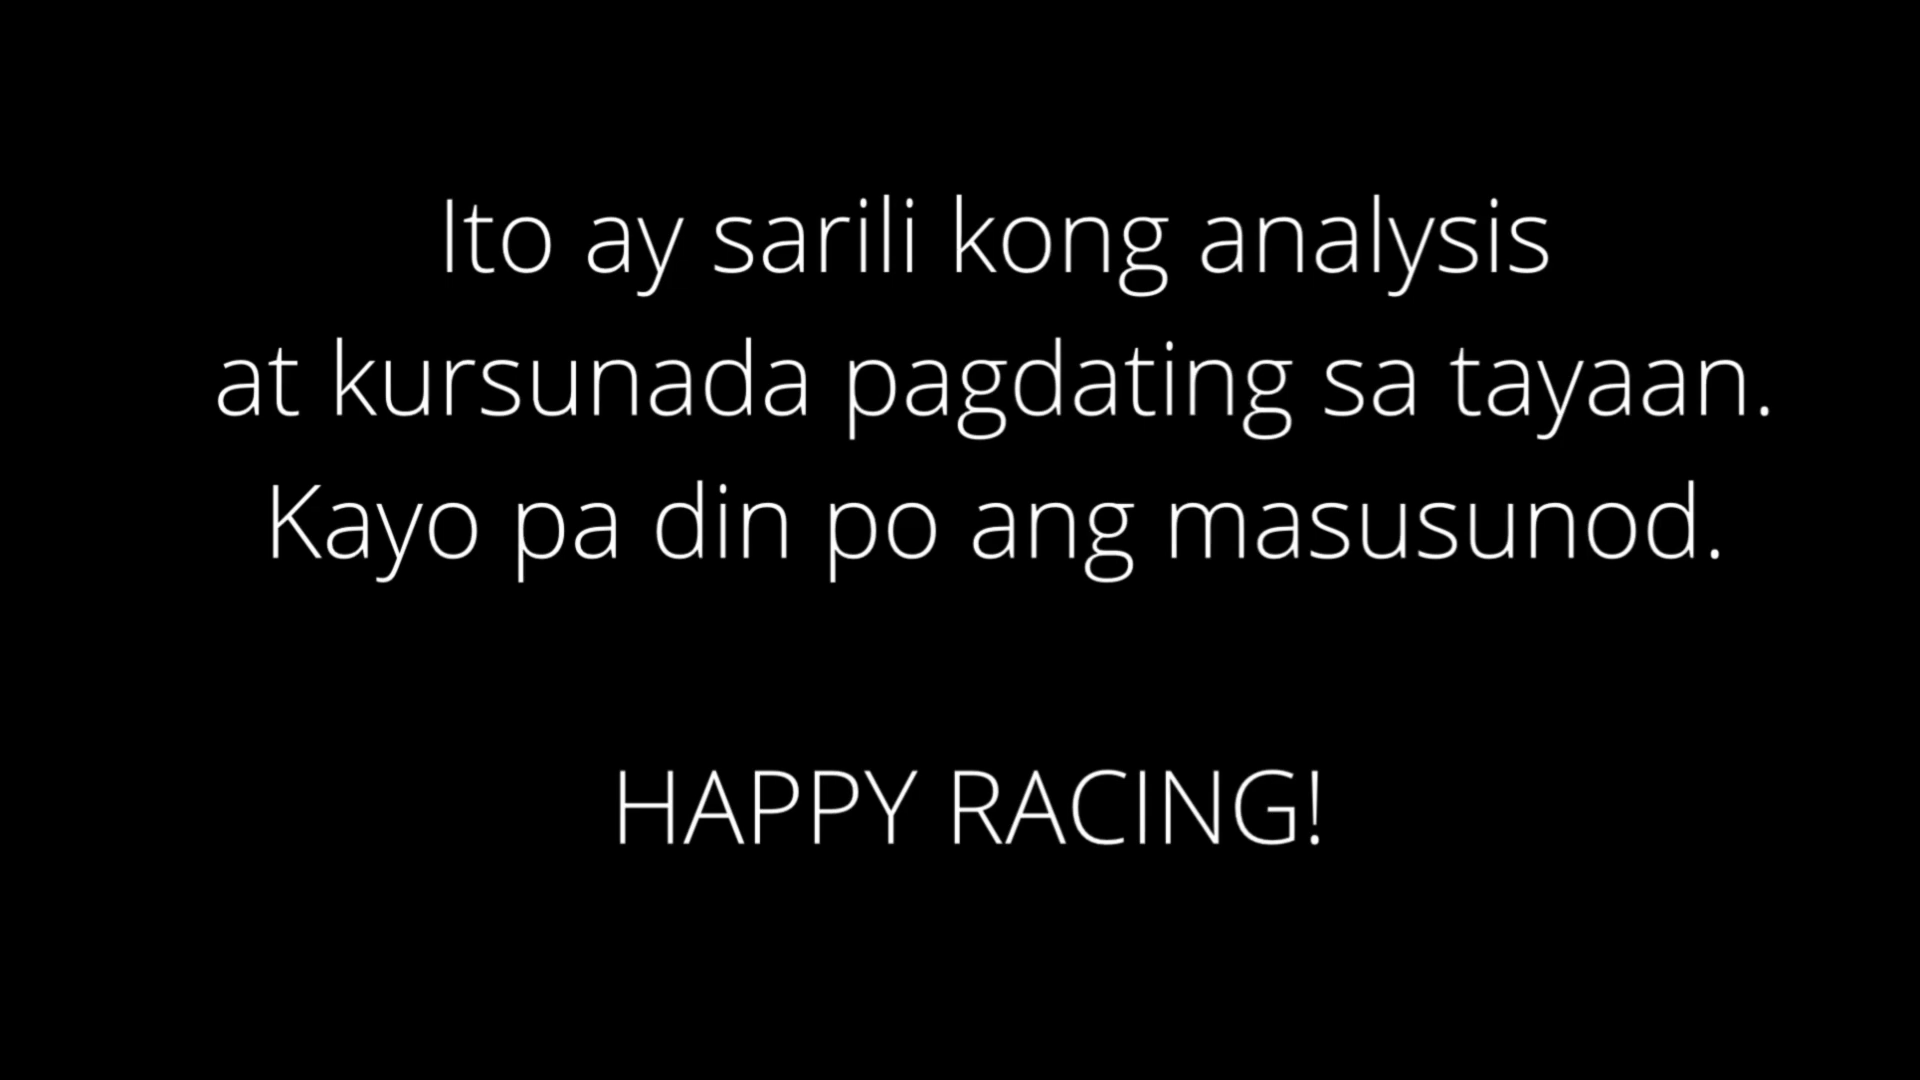 Ito ay sarili kong analysis
at kursunada pagdating sa tayaan.
Kayo pa din po ang masusunod.
HAPPY RACING!